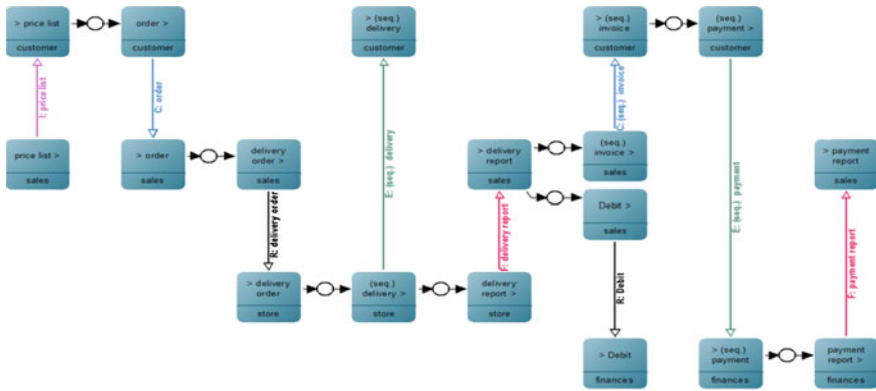 > price list
customer
order >
customer
> (seq.)
delivery
customer
> (seq.)
invoice
customer
(seq.)
payment >
customer
I: price list
C: order
E: (seq.) delivery
C: (seq.) invoice
E: (seq.) payment
price list >
sales
> order
sales
delivery
order >
sales
> delivery
report
sales
(seq.)
invoice >
sales
> payment
report
sales
Debit >
sales
R: delivery order
F: delivery report
R: Debit
F: payment report
> delivery
order
store
(seq.)
delivery >
store
delivery
report >
store
> Debit
finances
> (seq.)
payment
finances
payment
report >
finances